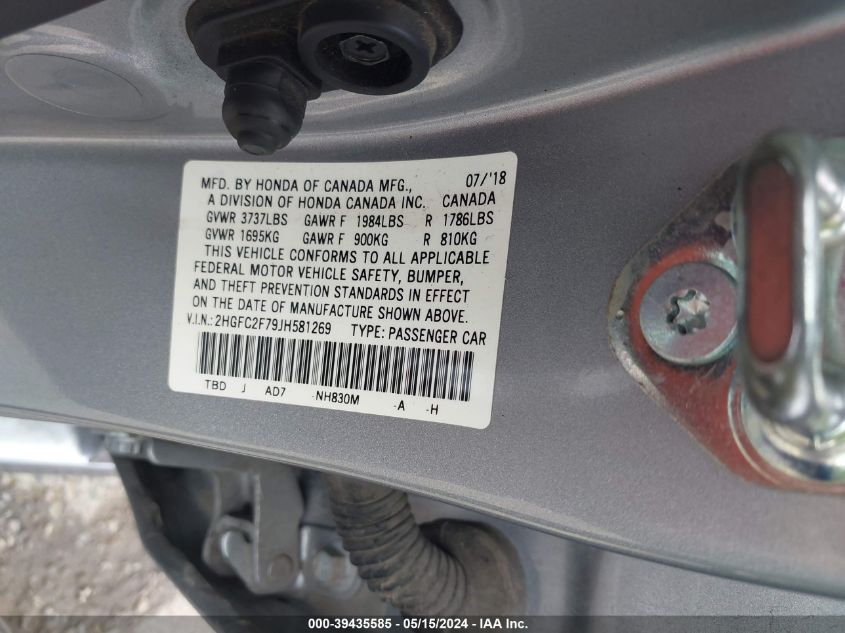 MFD. BY HONDA OF CANADA MFG., 07/'18
A DIVISION OF HONDA CANADA INC. CANADA
GVWR 3737LBS GAWR F 1984LBS R 1786LBS
GVWR 1695KG GAWR F 900KG R 810KG
THIS VEHICLE CONFORMS TO ALL APPLICABLE
FEDERAL MOTOR VEHICLE SAFETY, BUMPER,
AND THEFT PREVENTION STANDARDS IN EFFECT
ON THE DATE OF MANUFACTURE SHOWN ABOVE.
V.I.N.: 2HGFC2F79JH581269 TYPE: PASSENGER CAR
TBD J AD7 -NH830M -A -H
000-39435585 - 05/15/2024 - IAA Inc.